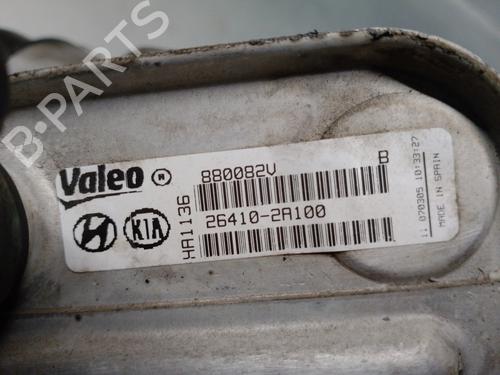 B-PARTS
Valeo ®
880082V B
KIA
HA1136
26410-2A100
11 070305 10:33:27
MADE IN SPAIN